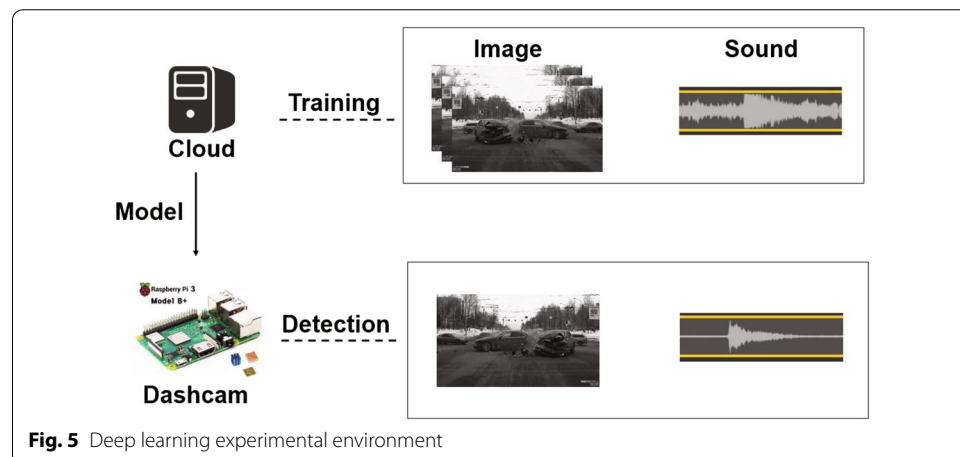 Image
Sound
Training
Cloud
Model
Raspberry Pi 3
Model B+
Detection
Dashcam
Fig. 5 Deep learning experimental environment